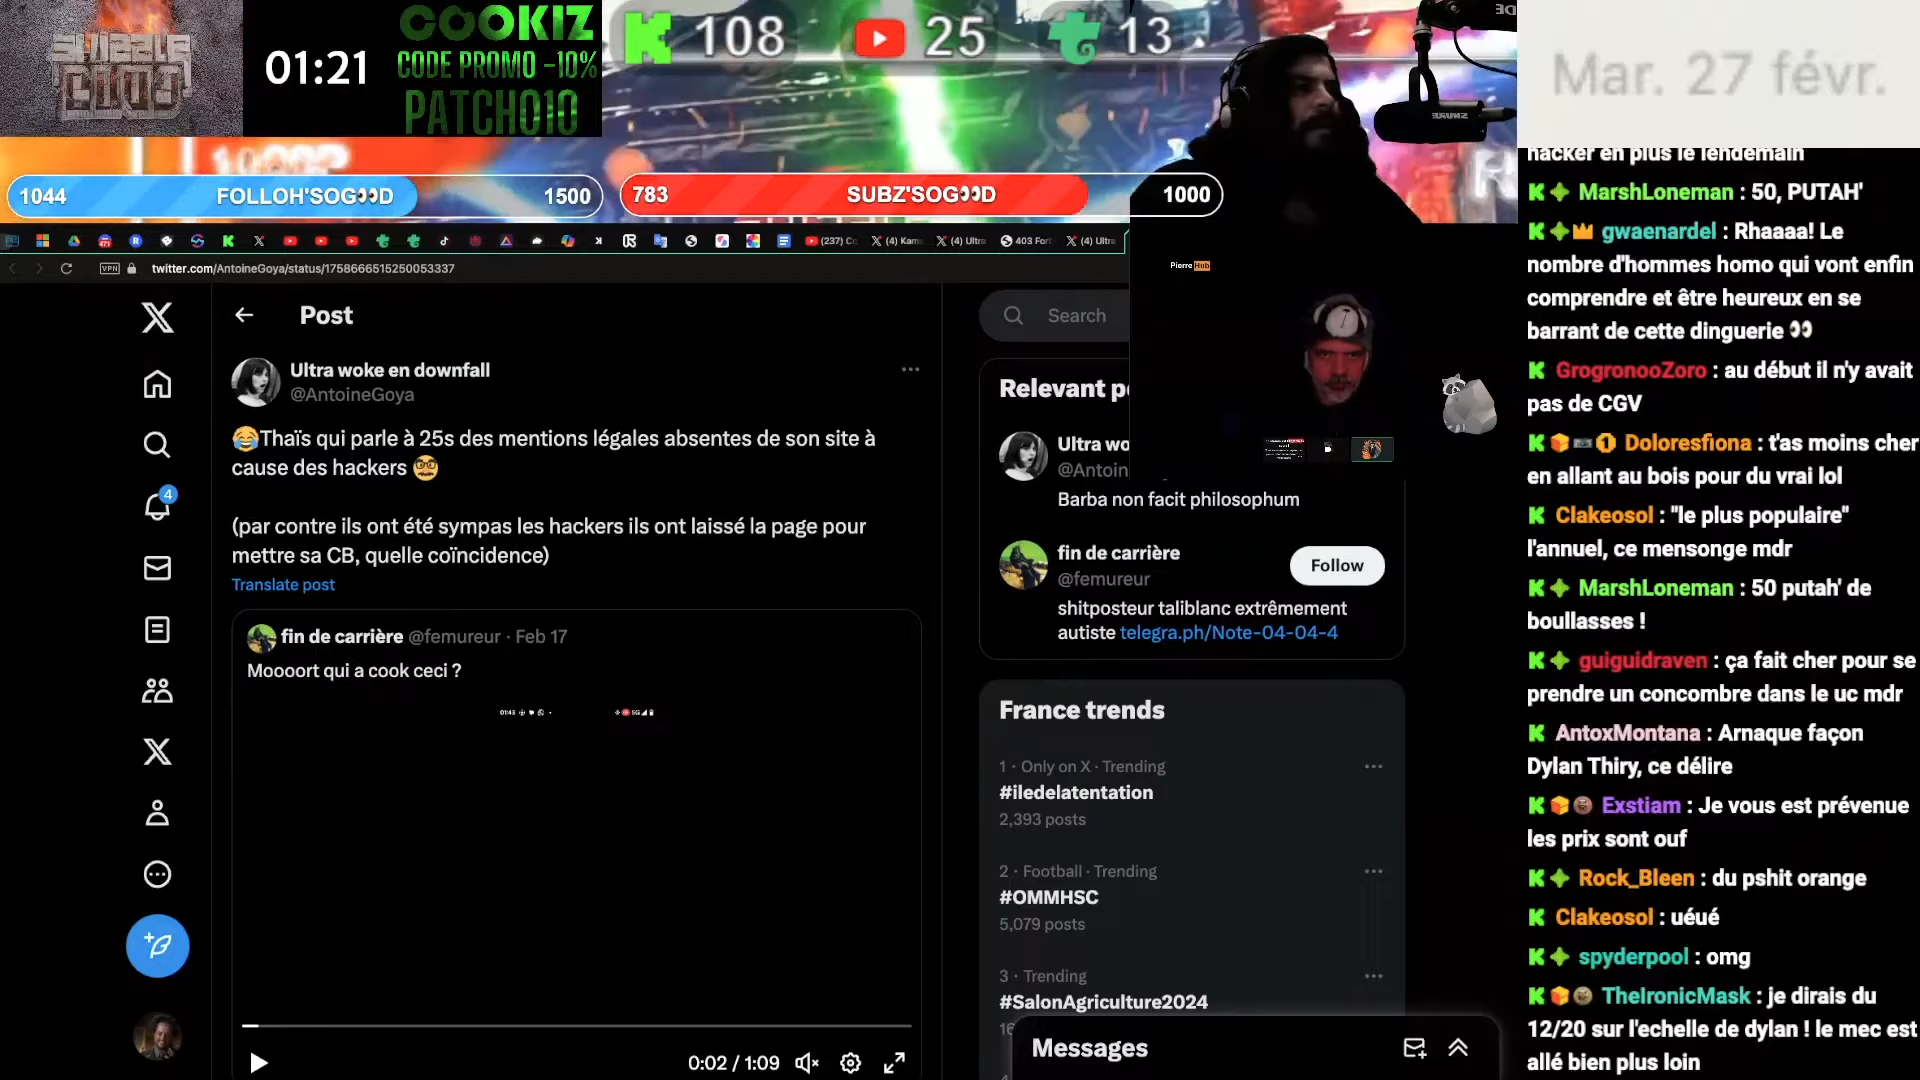 01:21
COOKIZ
CODE PROMO -10%
PATCHO10
108
25
13
Mar. 27 févr.
1044
FOLLOH'SOG👀D
1500
783
SUBZ'SOG👀D
1000
twitter.com/AntoineGoya/status/1758666515250053337
VPN
Post
Ultra woke en downfall
@AntoineGoya
😂Thaïs qui parle à 25s des mentions légales absentes de son site à
cause des hackers 🥸
(par contre ils ont été sympas les hackers ils ont laissé la page pour
mettre sa CB, quelle coïncidence)
Translate post
fin de carrière @femureur · Feb 17
Moooort qui a cook ceci ?
0:02 / 1:09
4
Search
Relevant p
Ultra wo
@Antoin
Barba non facit philosophum
fin de carrière
@femureur
Follow
shitposteur taliblanc extrêmement
autiste telegra.ph/Note-04-04-4
France trends
1 · Only on X · Trending
#iledelatentation
2,393 posts
2 · Football · Trending
#OMMHSC
5,079 posts
3 · Trending
#SalonAgriculture2024
Messages
Pierre Hub
SHURE
hacker en plus le lendemain
MarshLoneman : 50, PUTAH'
gwaenardel : Rhaaaa! Le
nombre d'hommes homo qui vont enfin
comprendre et être heureux en se
barrant de cette dinguerie 👀
GrogronooZoro : au début il n'y avait
pas de CGV
Doloresfiona : t'as moins cher
en allant au bois pour du vrai lol
Clakeosol : "le plus populaire"
l'annuel, ce mensonge mdr
MarshLoneman : 50 putah' de
boullasses !
guiguidraven : ça fait cher pour se
prendre un concombre dans le uc mdr
AntoxMontana : Arnaque façon
Dylan Thiry, ce délire
Exstiam : Je vous est prévenue
les prix sont ouf
Rock_Bleen : du pshit orange
Clakeosol : uéué
spyderpool : omg
TheIronicMask : je dirais du
12/20 sur l'echelle de dylan ! le mec est
allé bien plus loin